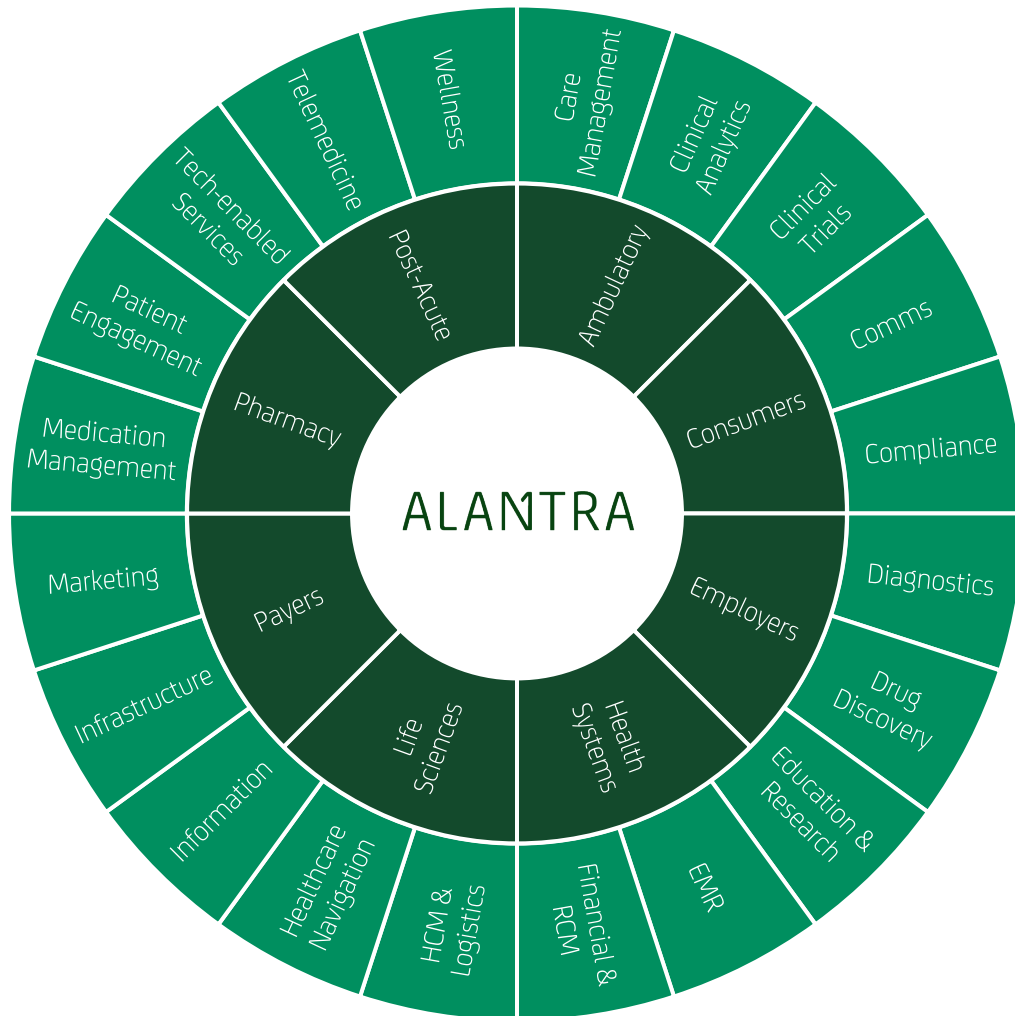 Care
Management
Clinical
Analytics
Clinical
Trials
Comms
Compliance
Diagnostics
Drug
Discovery
Education &
Research
EMR
Financial &
RCM
HCM &
Logistics
Healthcare
Navigation
Information
Infrastructure
Marketing
Medication
Management
Patient
Engagement
Tech-enabled
Services
Telemedicine
Wellness
Ambulatory
Consumers
Employers
Health
Systems
Life
Sciences
Payers
Pharmacy
Post-Acute
ALANTRA